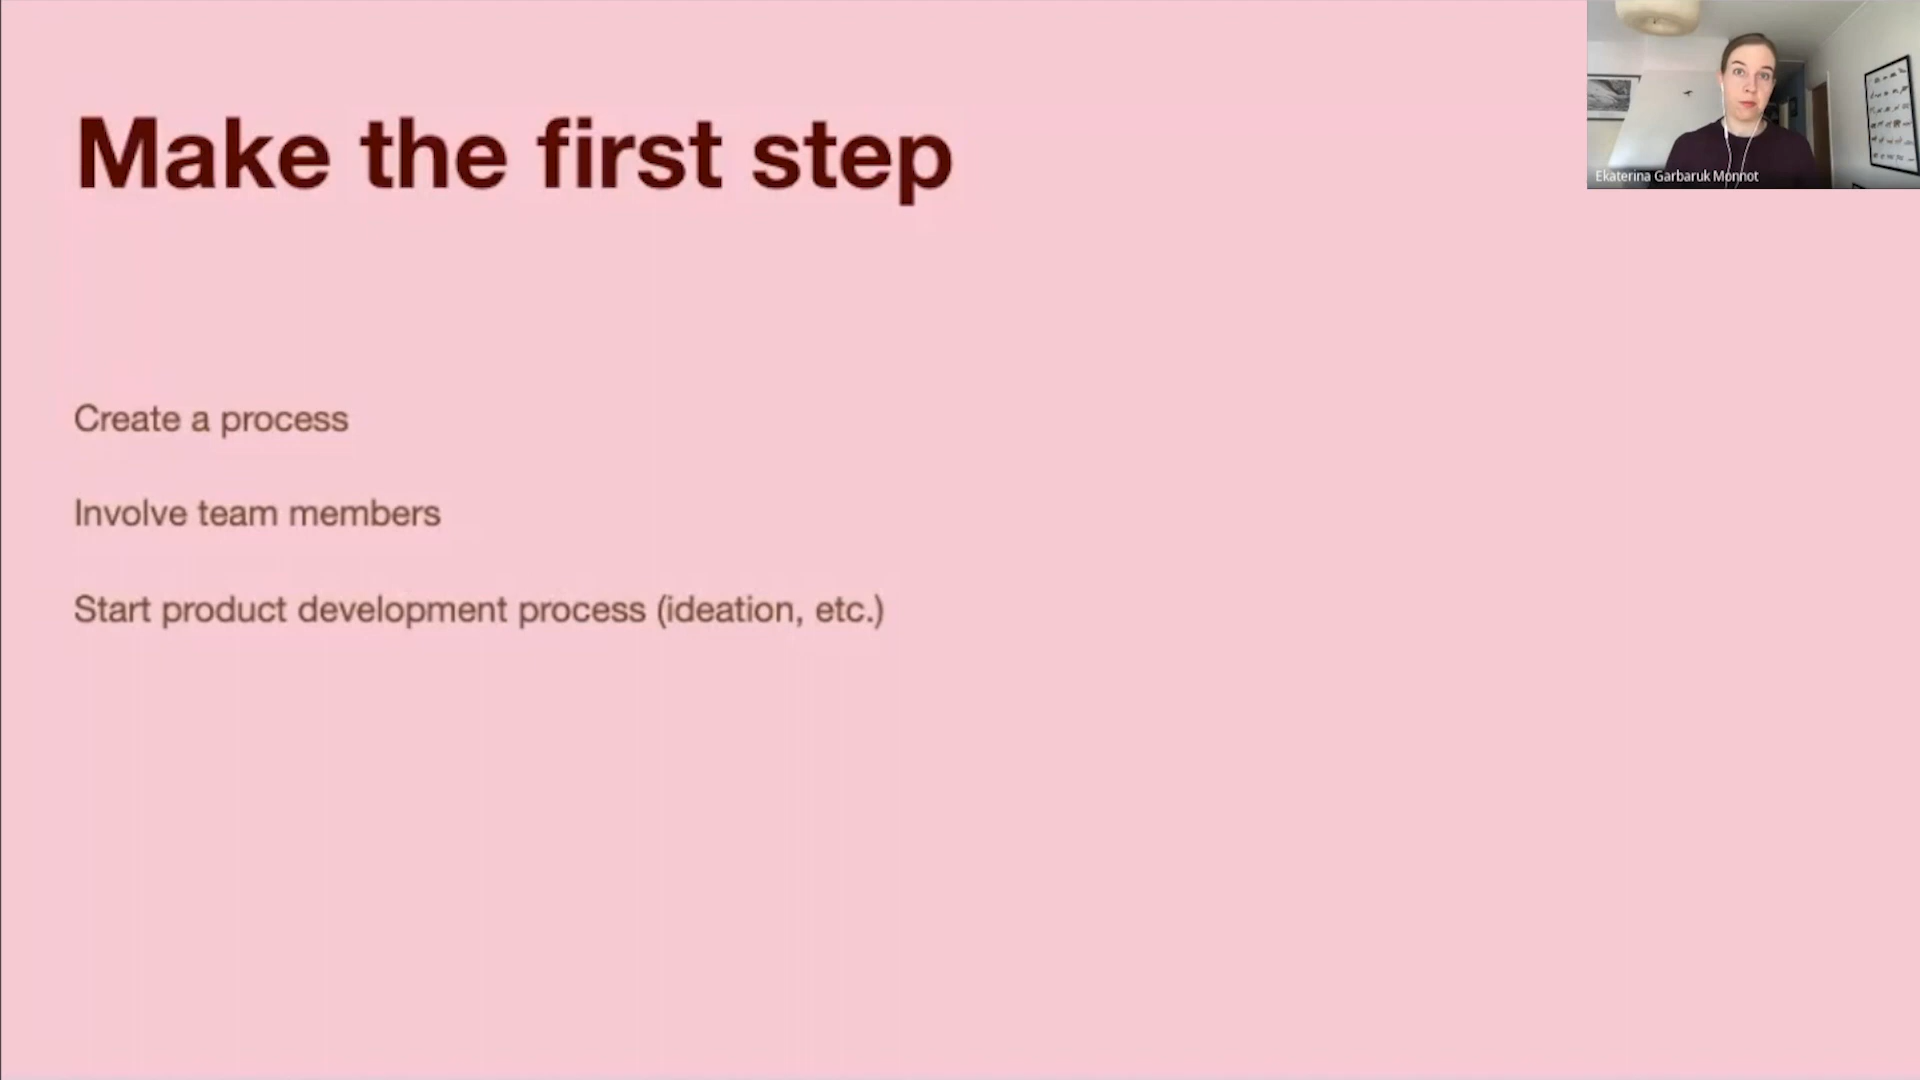 Make the first step
Ekaterina Garbaruk Monnot
Create a process
Involve team members
Start product development process (ideation, etc.)